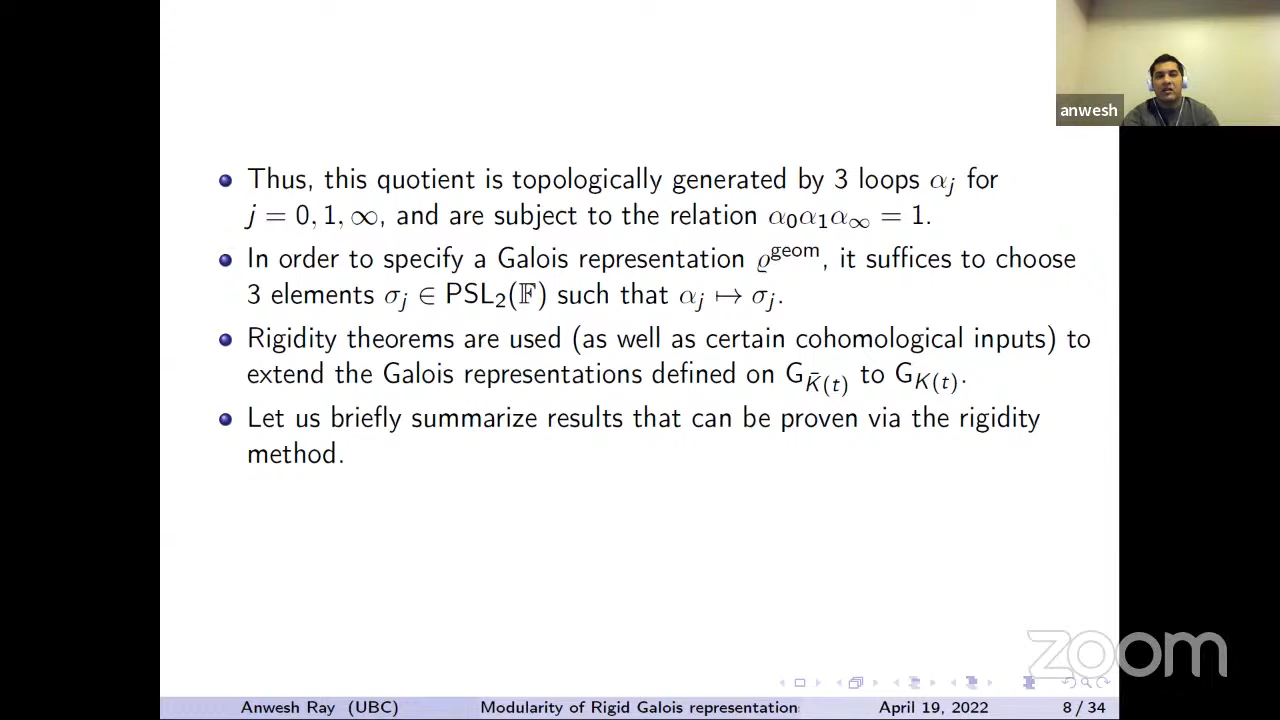 anwesh
Thus, this quotient is topologically generated by 3 loops αⱼ for
j = 0, 1, ∞, and are subject to the relation α₀α₁α_∞ = 1.
In order to specify a Galois representation ϱ^geom, it suffices to choose
3 elements σⱼ ∈ PSL₂(𝔽) such that αⱼ ↦ σⱼ.
Rigidity theorems are used (as well as certain cohomological inputs) to
extend the Galois representations defined on G_{K̄(t)} to G_{K(t)}.
Let us briefly summarize results that can be proven via the rigidity
method.
zoom
Anwesh Ray (UBC) Modularity of Rigid Galois representation April 19, 2022 8 / 34